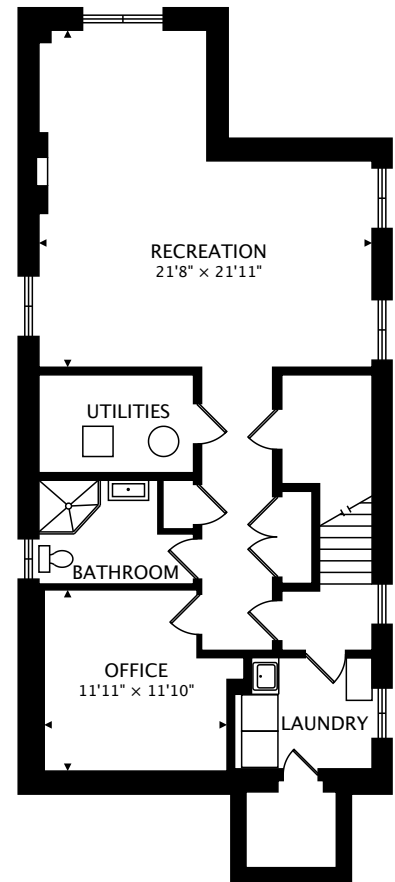 RECREATION
21'8" × 21'11"
UTILITIES
BATHROOM
OFFICE
11'11" × 11'10"
LAUNDRY